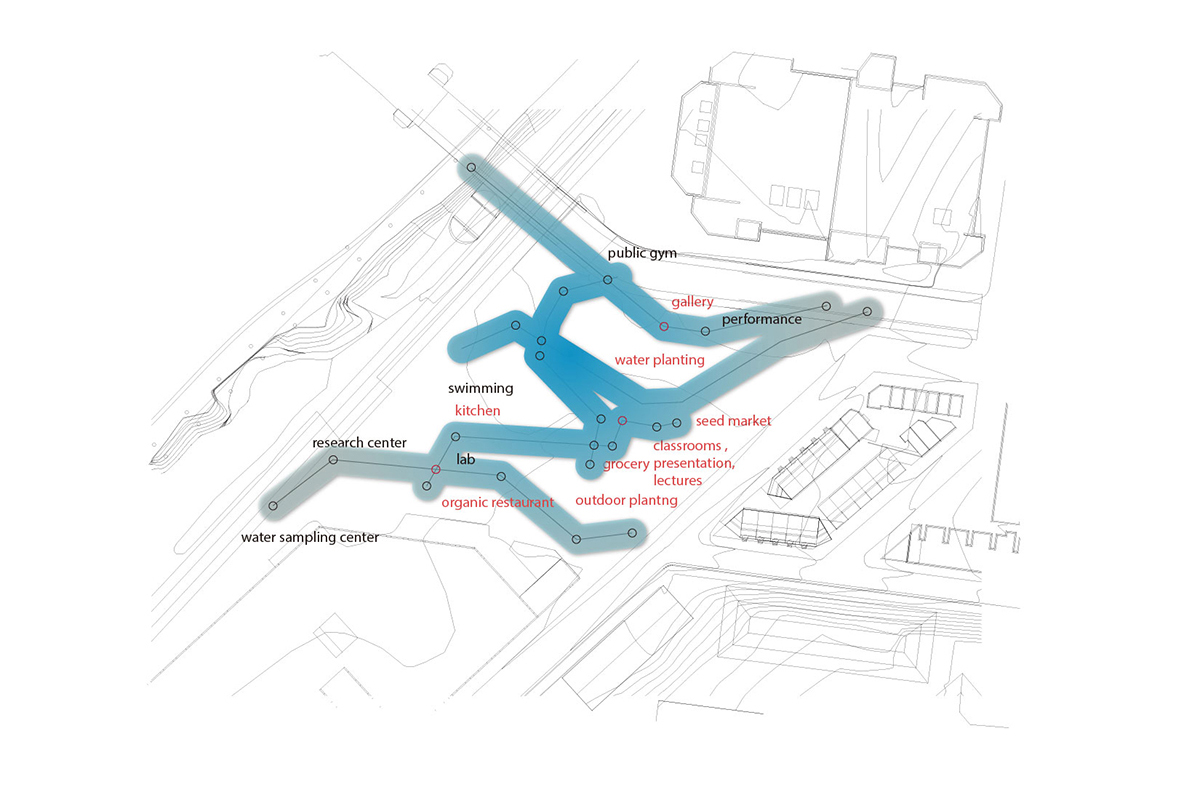 public gym
gallery
performance
water planting
swimming
kitchen
seed market
research center
classrooms ,
lab
grocery presentation,
lectures
organic restaurant
outdoor plantng
water sampling center